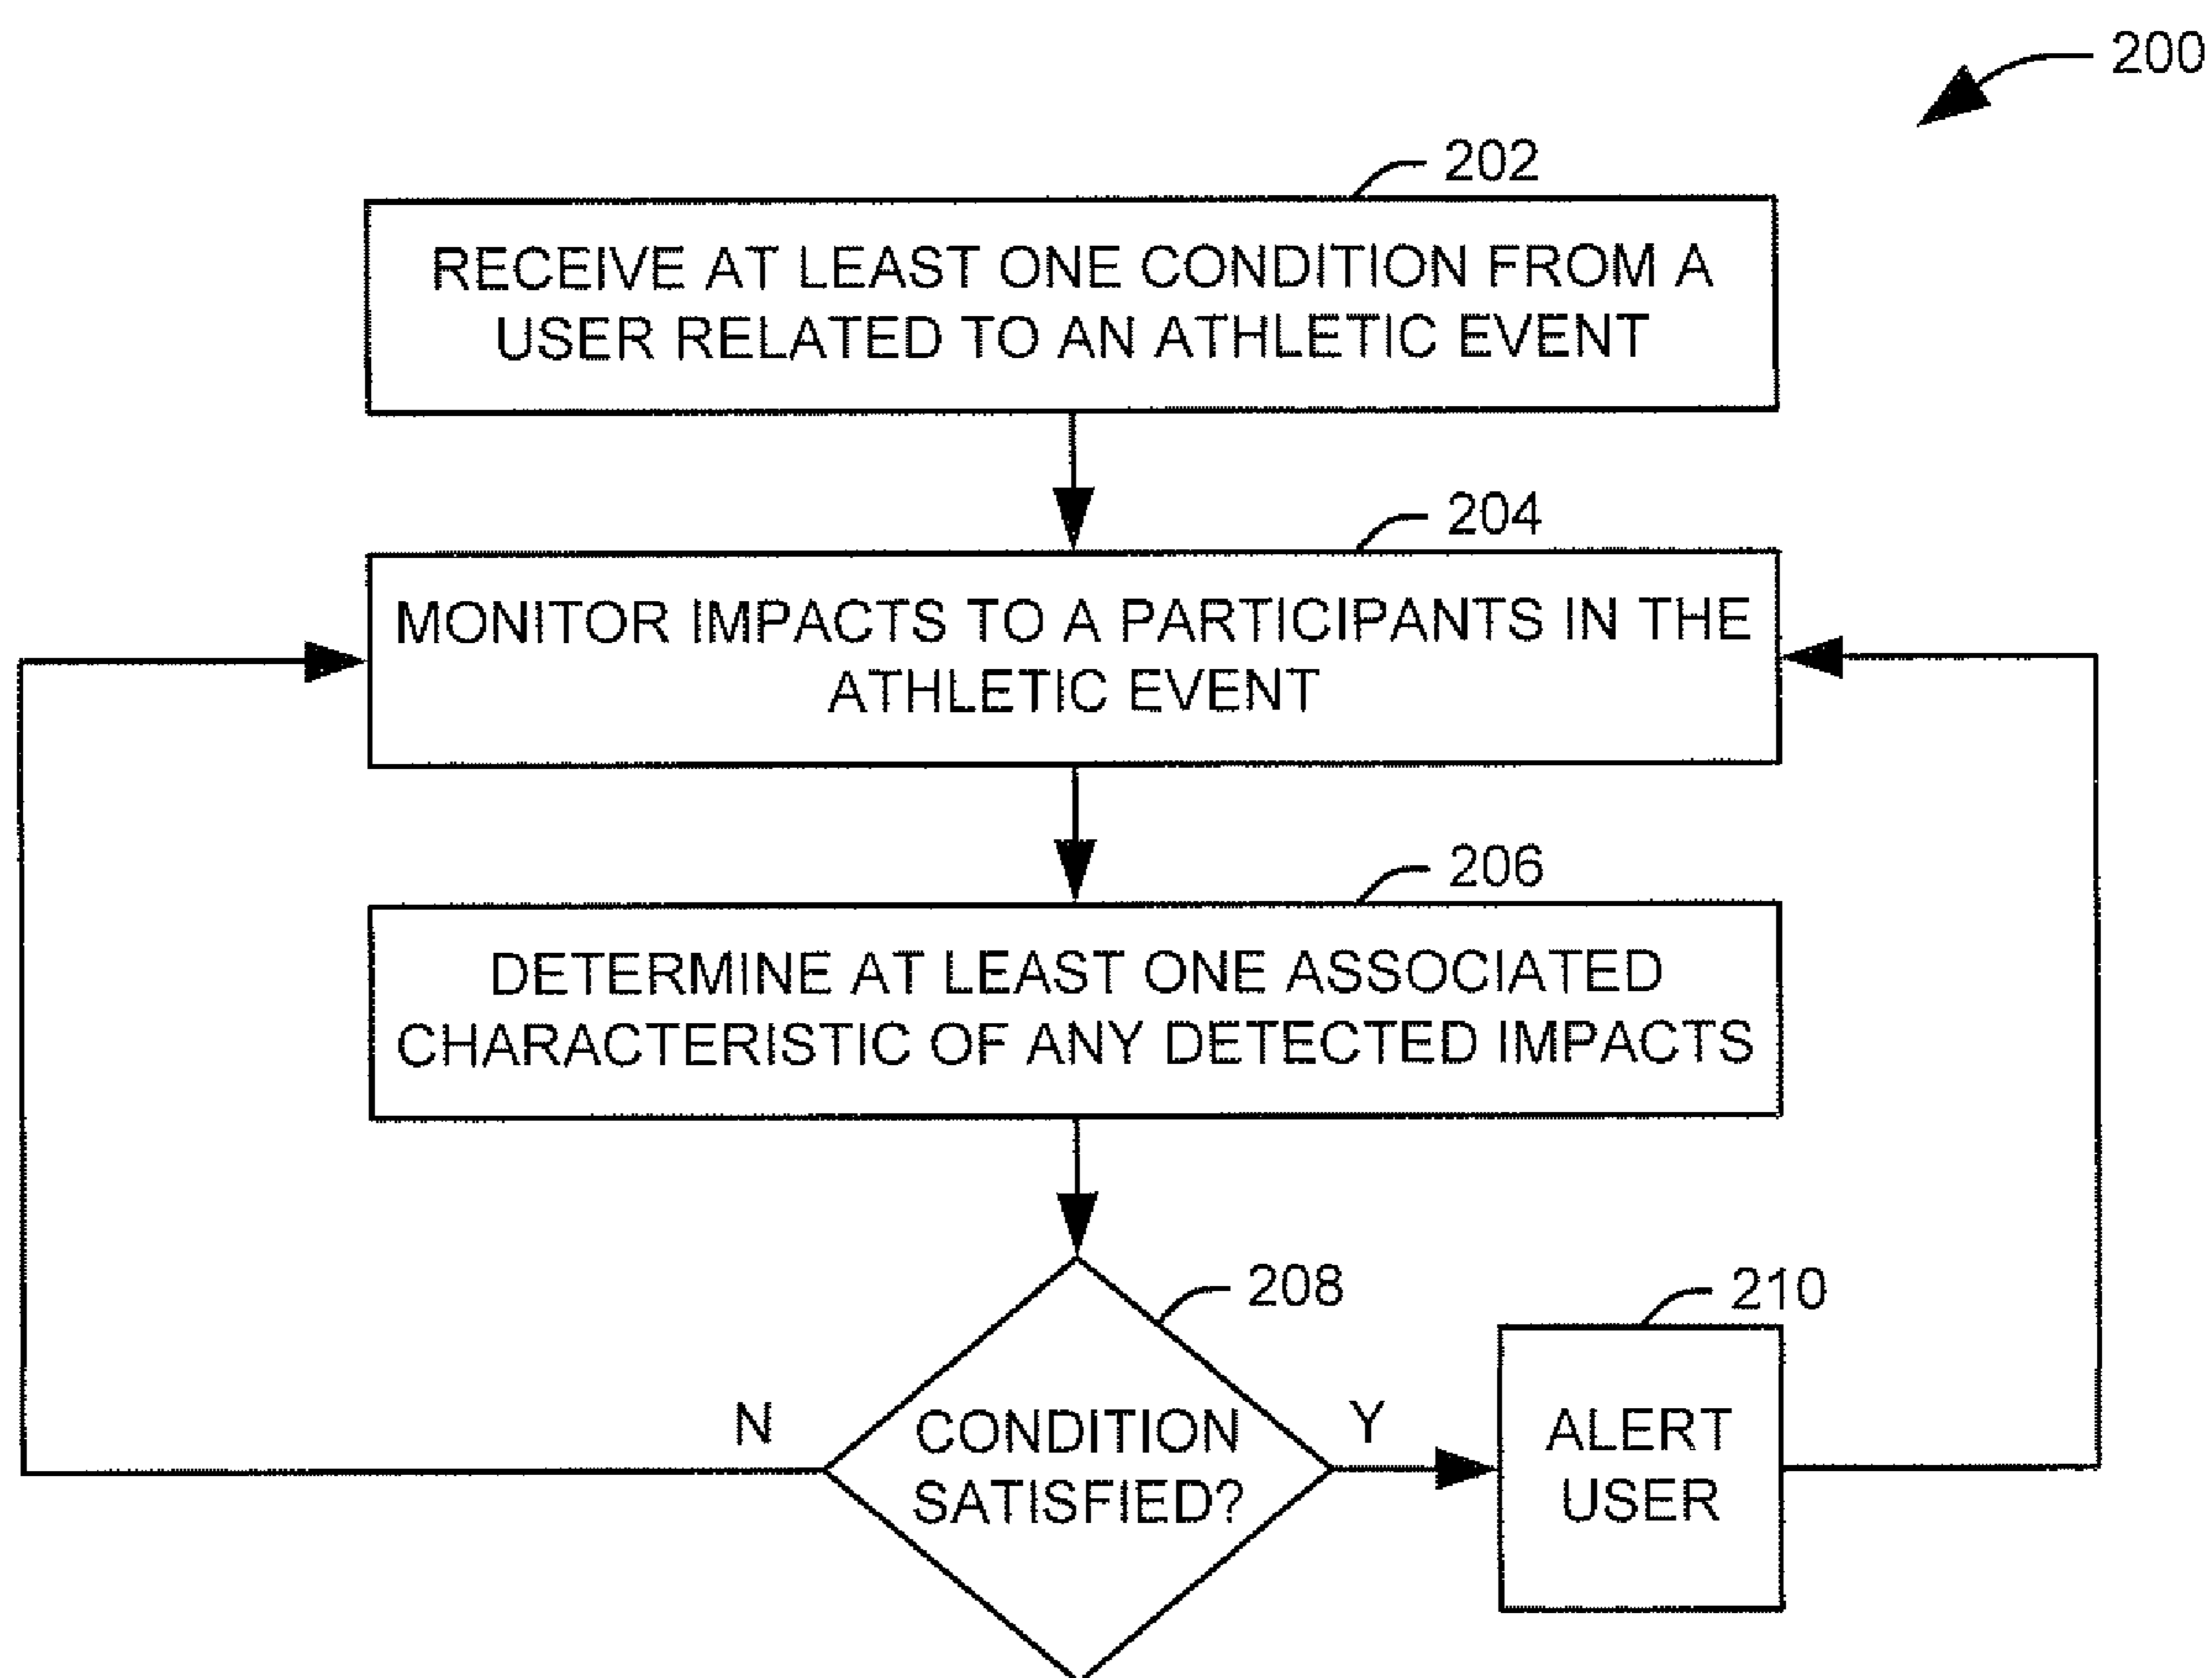 200
202
RECEIVE AT LEAST ONE CONDITION FROM A
USER RELATED TO AN ATHLETIC EVENT
204
MONITOR IMPACTS TO A PARTICIPANTS IN THE
ATHLETIC EVENT
206
DETERMINE AT LEAST ONE ASSOCIATED
CHARACTERISTIC OF ANY DETECTED IMPACTS
208
210
N
CONDITION
SATISFIED?
Y
ALERT
USER